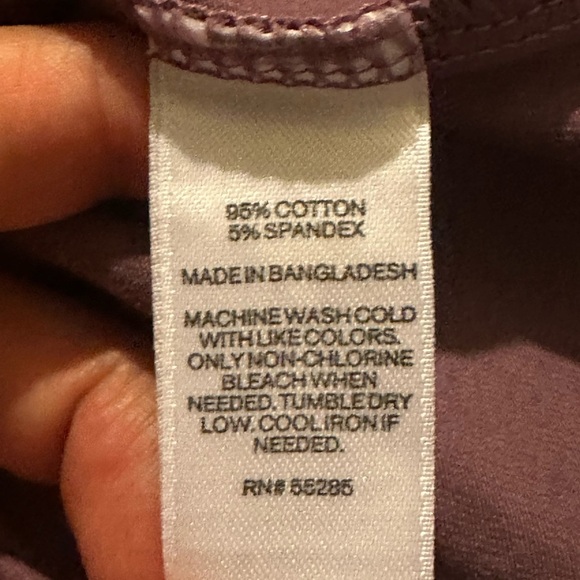 95% COTTON
5% SPANDEX
MADE IN BANGLADESH
MACHINE WASH COLD
WITH LIKE COLORS.
ONLY NON-CHLORINE
BLEACH WHEN
NEEDED. TUMBLE DRY
LOW. COOL IRON IF
NEEDED.
RN# 55285